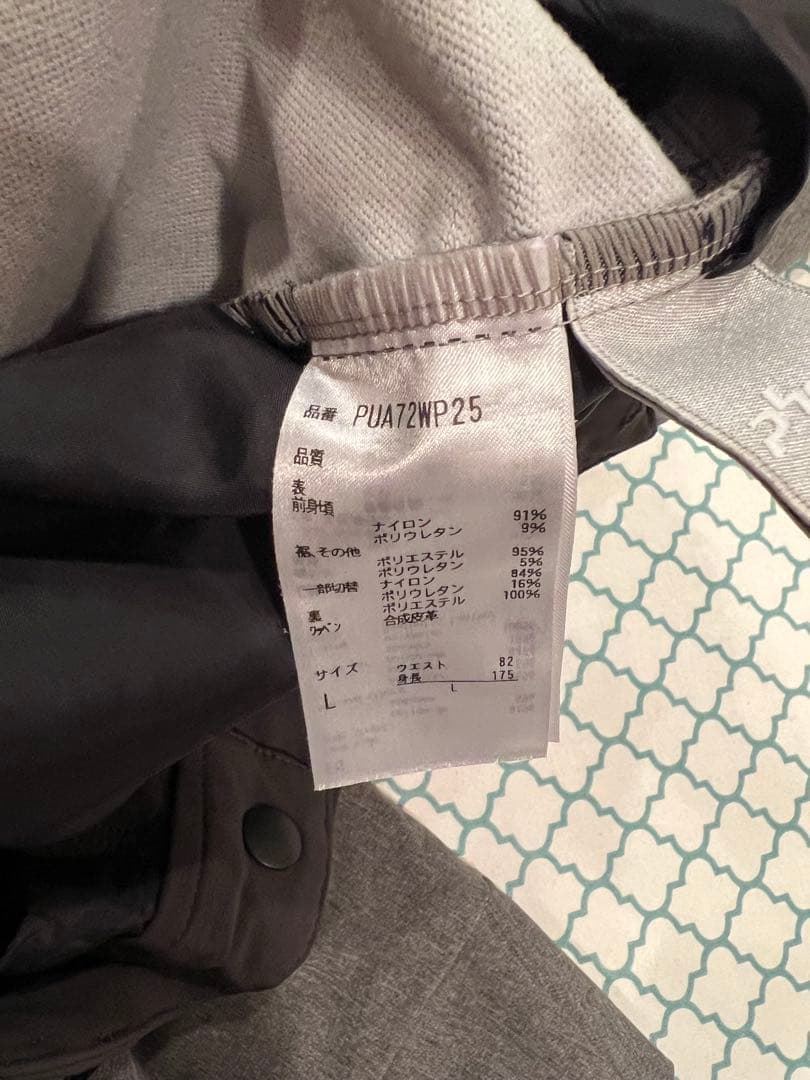 品番 PUA72WP25
品質
表
前身頃
ナイロン 91%
ポリウレタン 9%
裾、その他 ポリエステル 95%
ポリウレタン 5%
一部切替 ナイロン 84%
ポリウレタン 16%
裏 ポリエステル 100%
ワッペン 合成皮革
サイズ ウエスト 82
身長 175
L
L